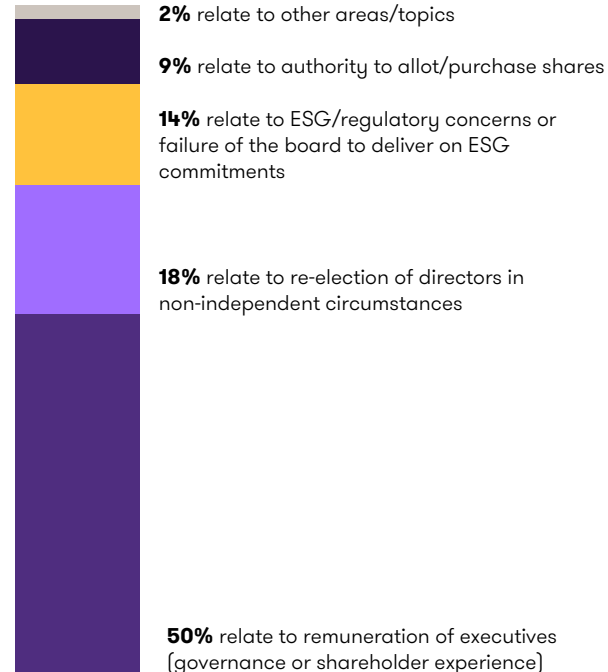 2% relate to other areas/topics
9% relate to authority to allot/purchase shares
14% relate to ESG/regulatory concerns or
failure of the board to deliver on ESG
commitments
18% relate to re-election of directors in
non-independent circumstances
50% relate to remuneration of executives
(governance or shareholder experience)